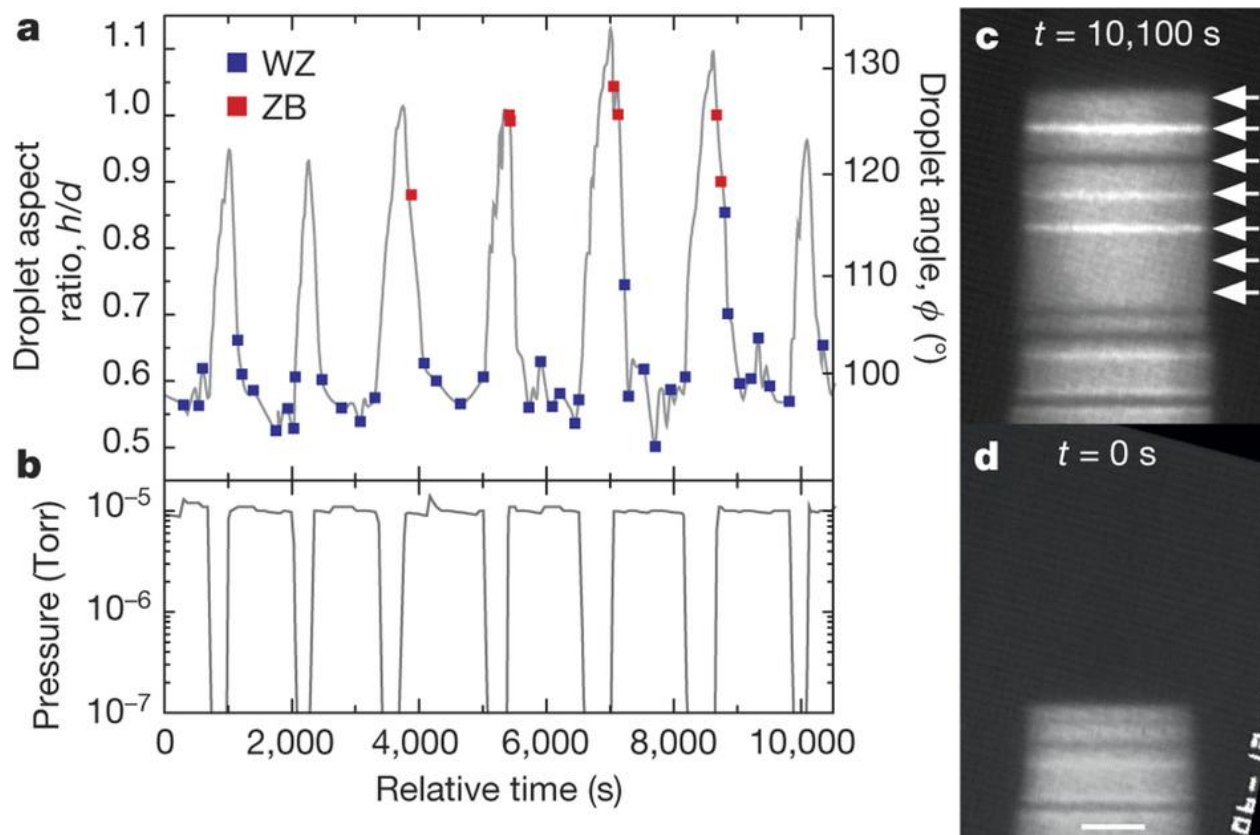 a
1.1
1.0
0.9
0.8
0.7
0.6
0.5
Droplet aspect
ratio, h/d
WZ
ZB
130
120
110
100
Droplet angle, ϕ (°)
b
10–5
10–6
10–7
Pressure (Torr)
0 2,000 4,000 6,000 8,000 10,000
Relative time (s)
c t = 10,100 s
d t = 0 s